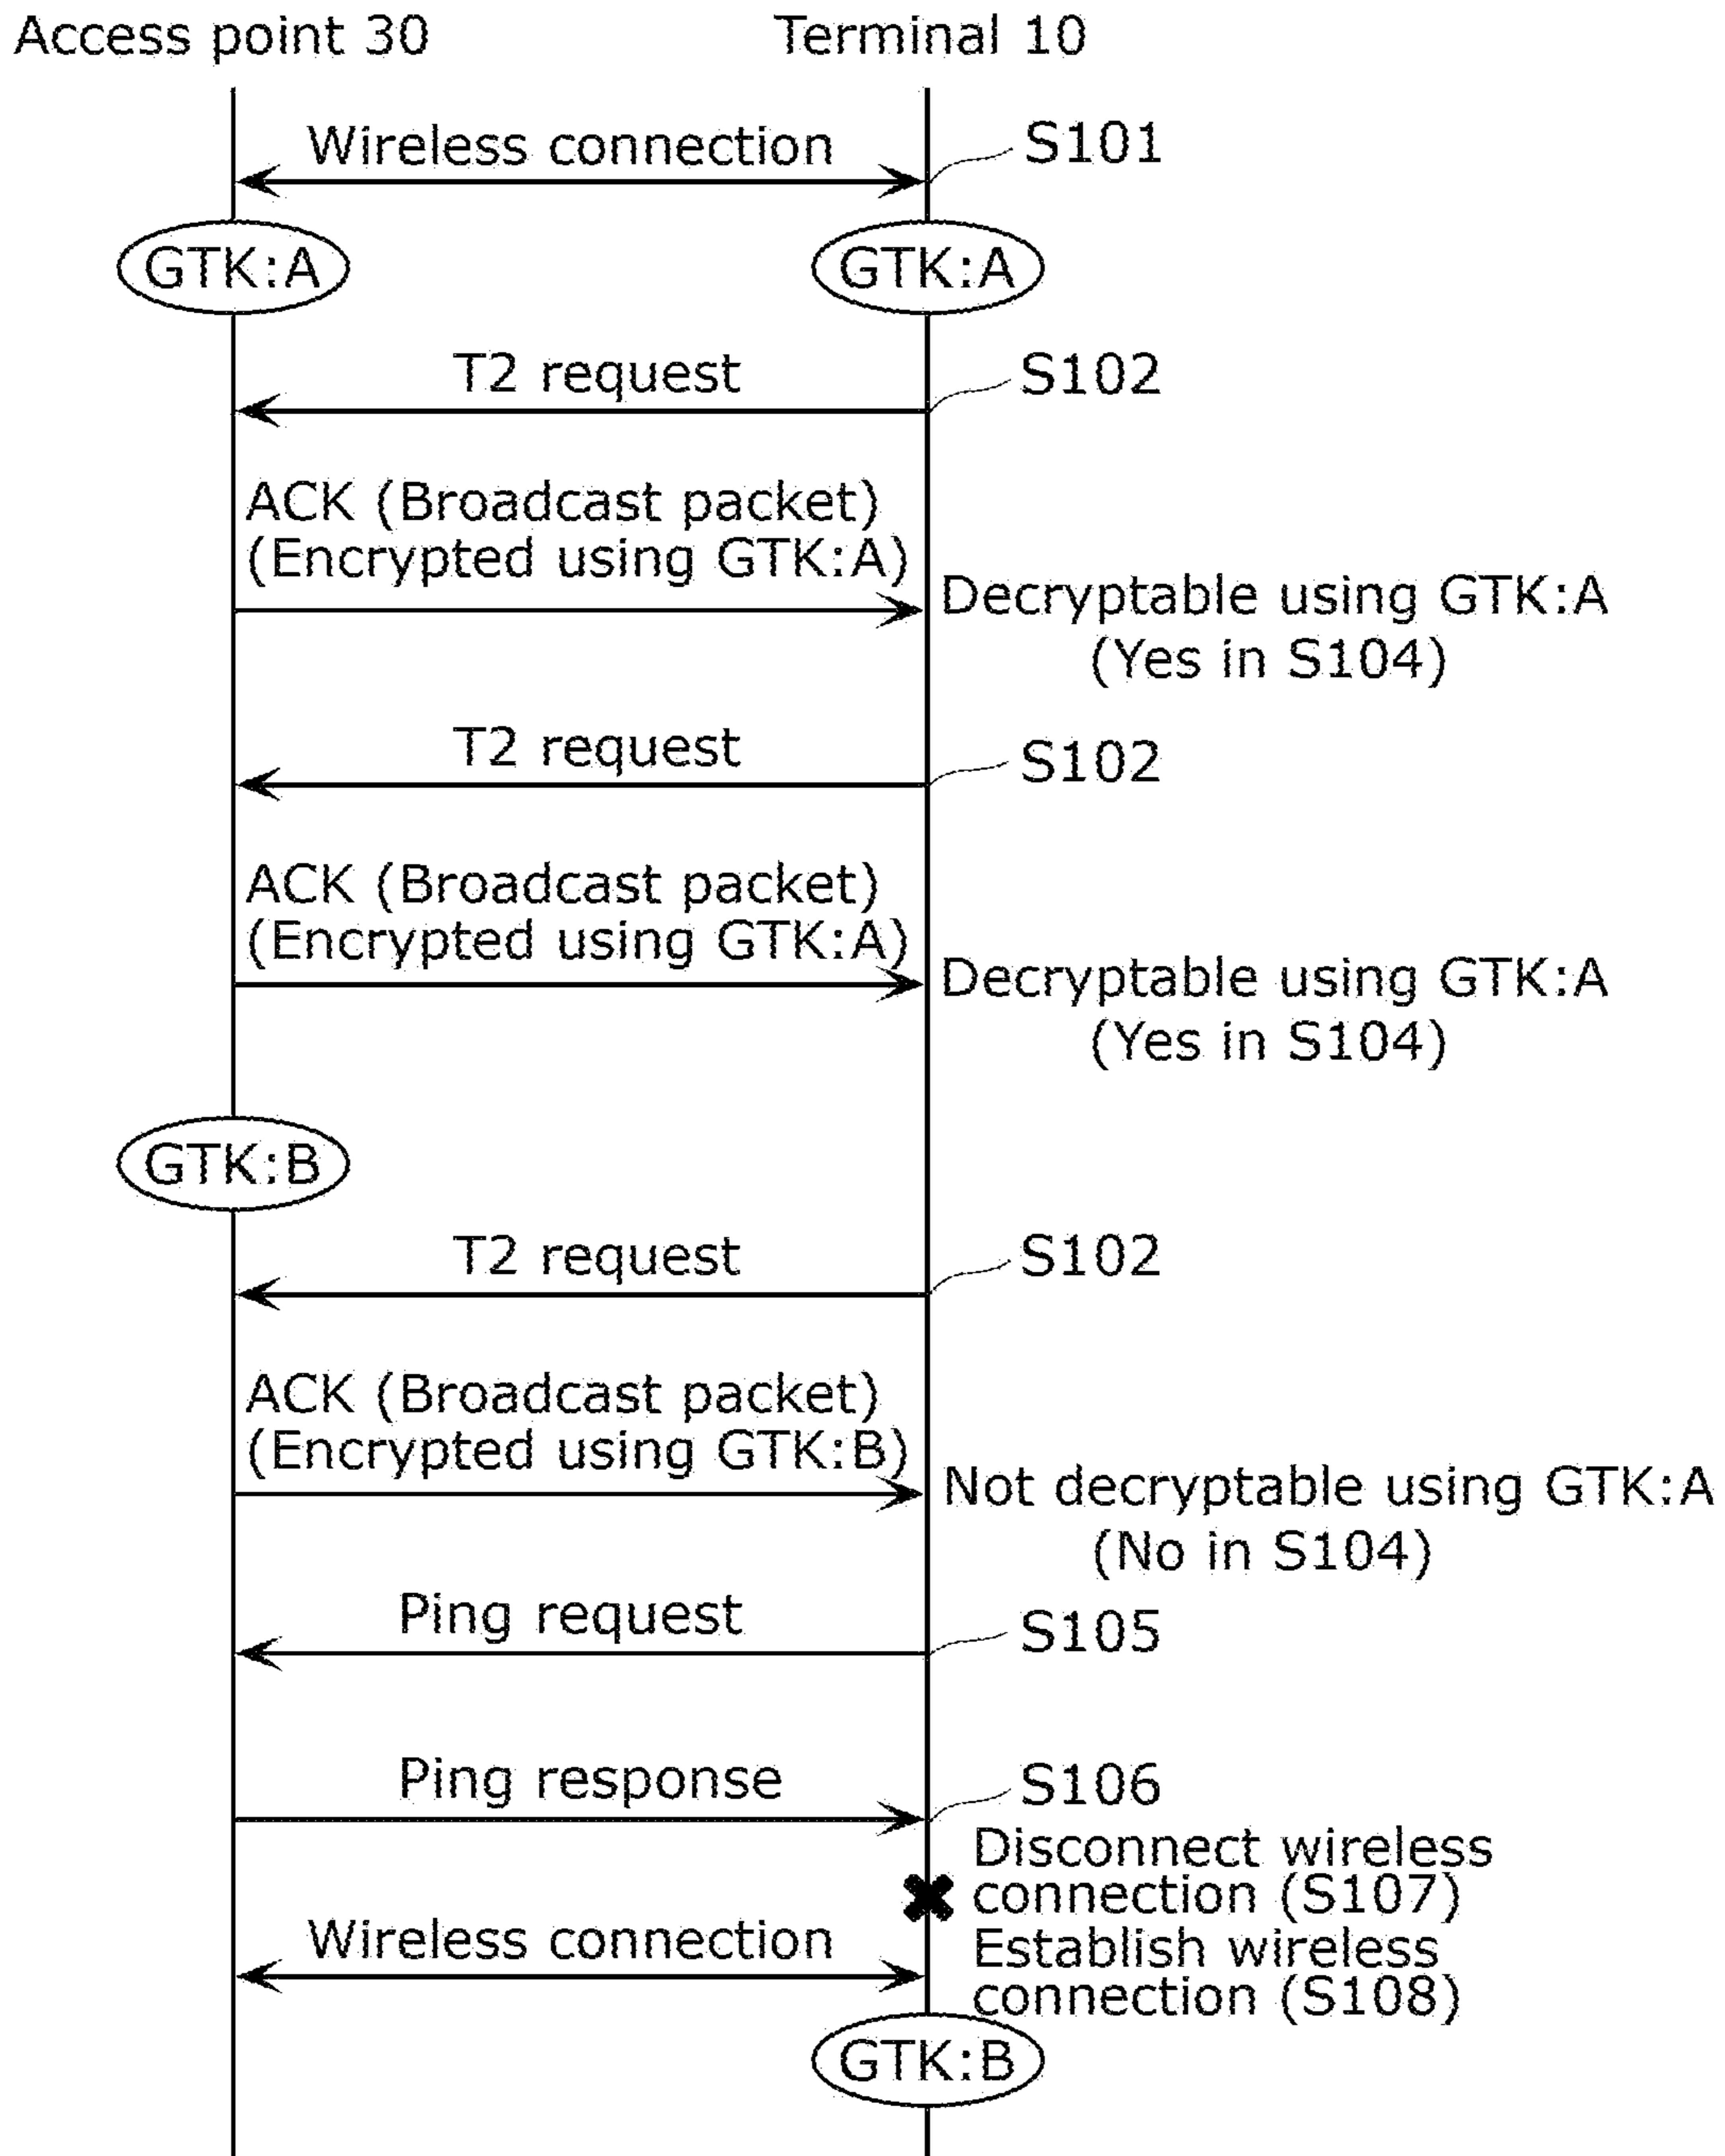 Access point 30
Terminal 10
Wireless connection
S101
GTK:A
GTK:A
T2 request
S102
ACK (Broadcast packet)
(Encrypted using GTK:A)
Decryptable using GTK:A
(Yes in S104)
T2 request
S102
ACK (Broadcast packet)
(Encrypted using GTK:A)
Decryptable using GTK:A
(Yes in S104)
GTK:B
T2 request
S102
ACK (Broadcast packet)
(Encrypted using GTK:B)
Not decryptable using GTK:A
(No in S104)
Ping request
S105
Ping response
S106
Disconnect wireless
connection (S107)
Wireless connection
Establish wireless
connection (S108)
GTK:B